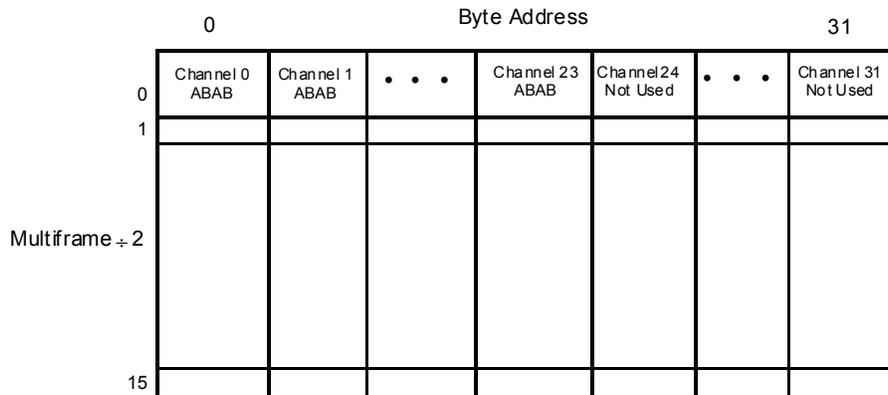 Byte Address
0
31
Channel 0
ABAB
Channel 1
ABAB
• • •
Channel 23
ABAB
Channel 24
Not Used
• • •
Channel 31
Not Used
0
1
Multiframe ÷ 2
15